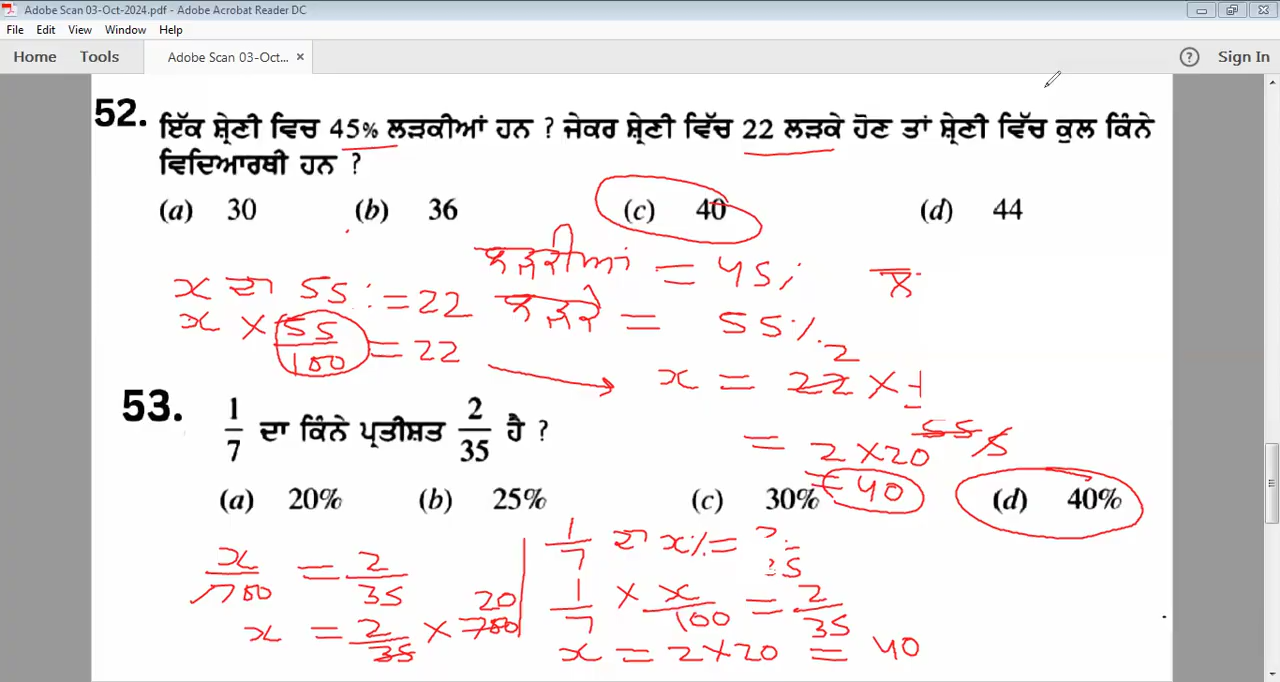 Adobe Scan 03-Oct-2024.pdf - Adobe Acrobat Reader DC
File Edit View Window Help
Home Tools Adobe Scan 03-Oct... × ? Sign In
52. ਇੱਕ ਸ਼੍ਰੇਣੀ ਵਿਚ 45% ਲੜਕੀਆਂ ਹਨ ? ਜੇਕਰ ਸ਼੍ਰੇਣੀ ਵਿੱਚ 22 ਲੜਕੇ ਹੋਣ ਤਾਂ ਸ਼੍ਰੇਣੀ ਵਿੱਚ ਕੁਲ ਕਿੰਨੇ
ਵਿਦਿਆਰਥੀ ਹਨ ?
(a) 30 (b) 36 (c) 40 (d) 44
ਲੜਕੀਆਂ = 45%
x ਦਾ 55% = 22 ਲੜਕੇ = 55%
x × 55/100 = 22
x = 22 ×
= 2 × 20
= 40
53. 1/7 ਦਾ ਕਿੰਨੇ ਪ੍ਰਤੀਸ਼ਤ 2/35 ਹੈ ?
(a) 20% (b) 25% (c) 30% (d) 40%
1/7 ਦਾ x% =
1/7 × x/100 = 2/35
x = 2 × 20 = 40
x/700 = 2/35
x = 2/35 × 700 20